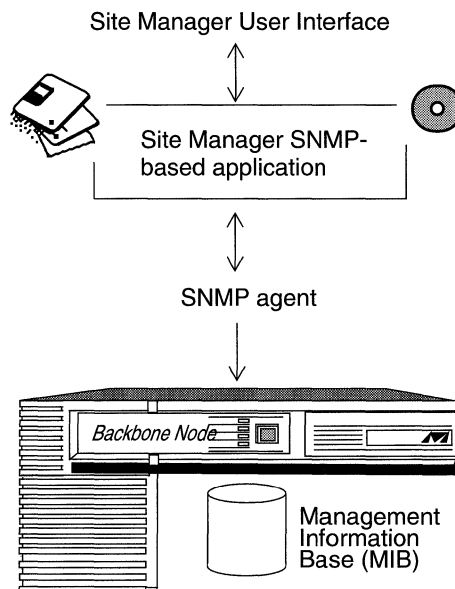 Site Manager User Interface
Site Manager SNMP-
based application
SNMP agent
Backbone Node
Management
Information
Base (MIB)